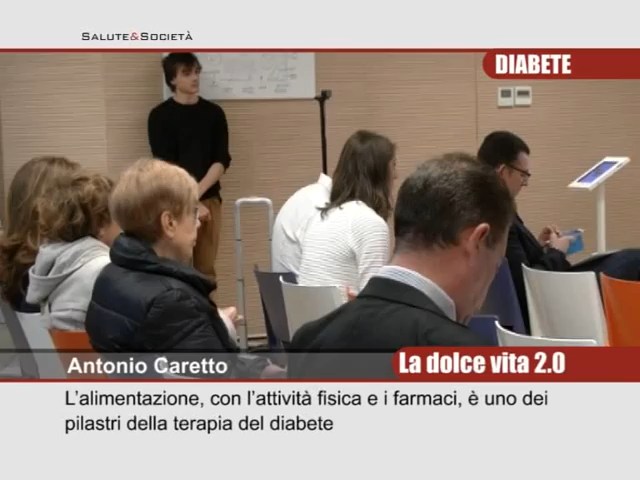 SALUTE&SOCIETÀ
DIABETE
Antonio Caretto
La dolce vita 2.0
L'alimentazione, con l'attività fisica e i farmaci, è uno dei
pilastri della terapia del diabete